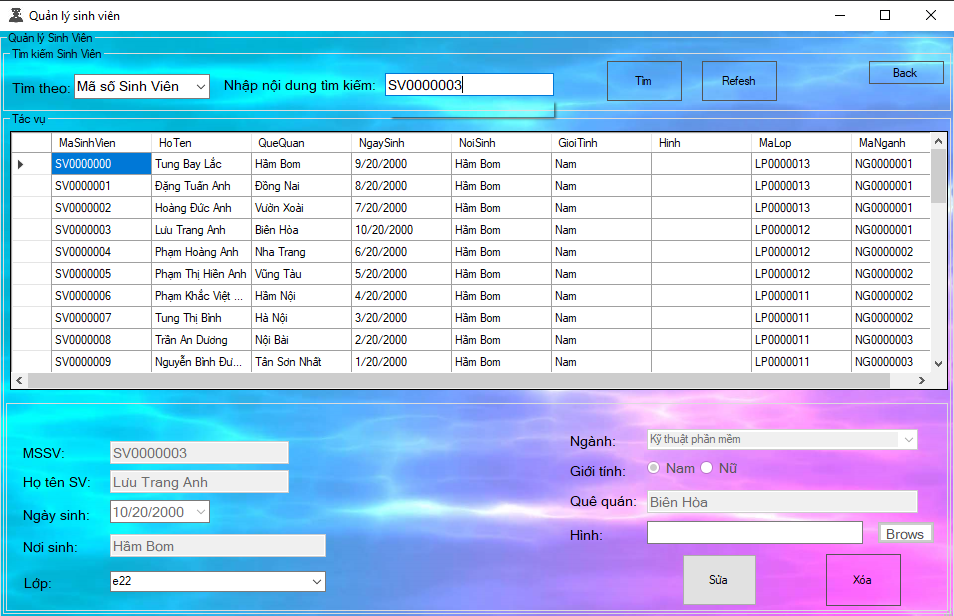 Quản lý sinh viên
Quản lý Sinh Viên
Tìm kiếm Sinh Viên
Tìm theo: Mã số Sinh Viên Nhập nội dung tìm kiếm: SV0000003 Tìm Refesh Back
Tác vụ
MaSinhVien HoTen QueQuan NgaySinh NoiSinh GioiTinh Hinh MaLop MaNganh
SV0000000 Tung Bay Lắc Hầm Bom 9/20/2000 Hầm Bom Nam LP0000013 NG0000001
SV0000001 Đặng Tuấn Anh Đồng Nai 8/20/2000 Hầm Bom Nam LP0000013 NG0000001
SV0000002 Hoàng Đức Anh Vườn Xoài 7/20/2000 Hầm Bom Nam LP0000013 NG0000001
SV0000003 Lưu Trang Anh Biên Hòa 10/20/2000 Hầm Bom Nam LP0000012 NG0000001
SV0000004 Phạm Hoàng Anh Nha Trang 6/20/2000 Hầm Bom Nam LP0000012 NG0000002
SV0000005 Phạm Thị Hiền Anh Vũng Tàu 5/20/2000 Hầm Bom Nam LP0000012 NG0000002
SV0000006 Phạm Khắc Việt ... Hầm Nội 4/20/2000 Hầm Bom Nam LP0000011 NG0000002
SV0000007 Tung Thị Bình Hà Nội 3/20/2000 Hầm Bom Nam LP0000011 NG0000002
SV0000008 Trần An Dương Nội Bài 2/20/2000 Hầm Bom Nam LP0000011 NG0000003
SV0000009 Nguyễn Bình Đư... Tân Sơn Nhất 1/20/2000 Hầm Bom Nam LP0000011 NG0000003
MSSV: SV0000003
Họ tên SV: Lưu Trang Anh
Ngày sinh: 10/20/2000
Nơi sinh: Hầm Bom
Lớp: e22
Ngành: Kỹ thuật phần mềm
Giới tính: Nam Nữ
Quê quán: Biên Hòa
Hình: Brows
Sửa Xóa